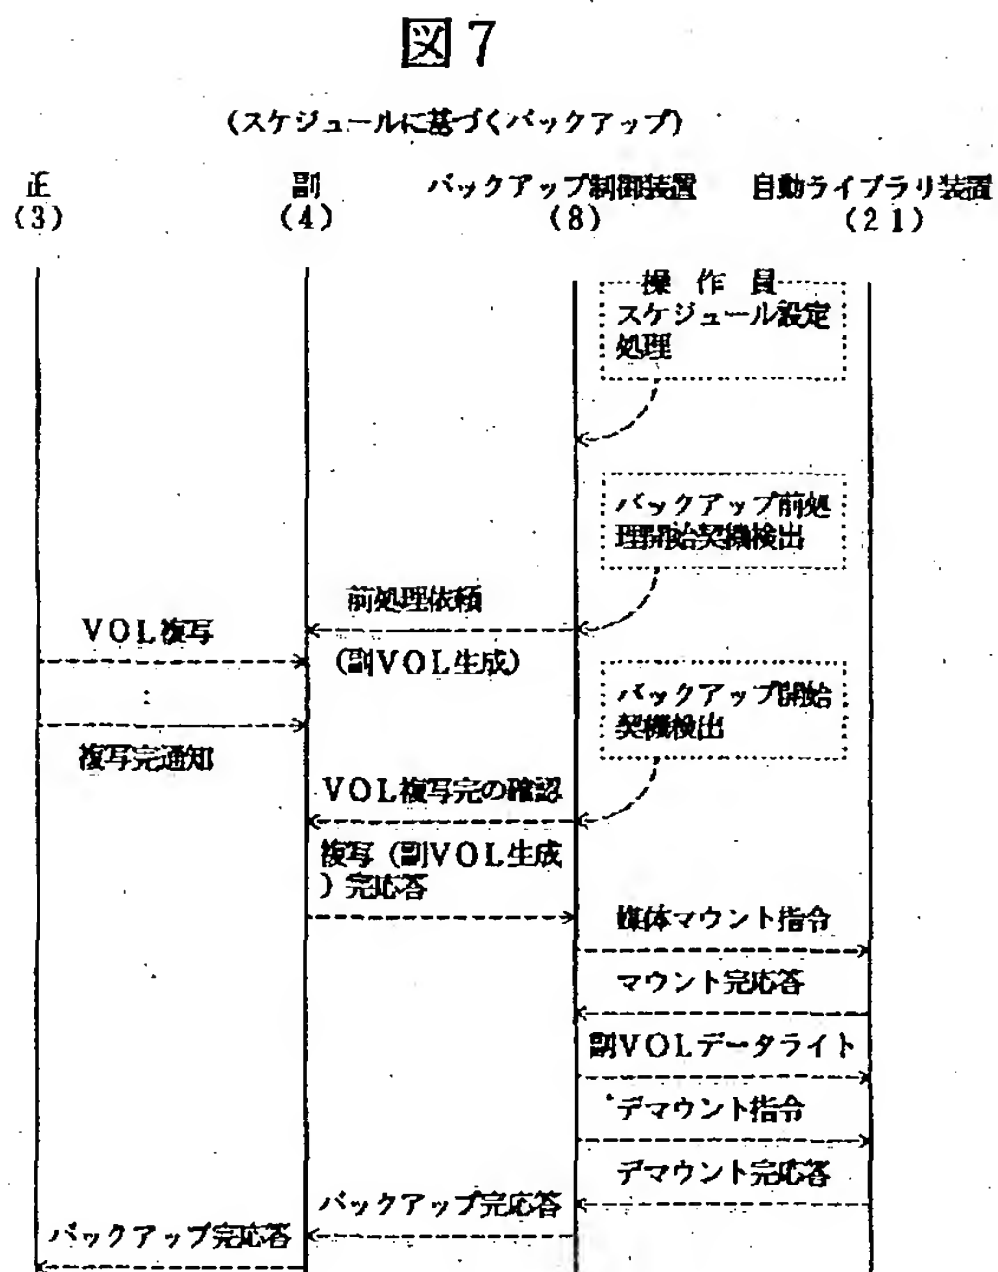 図7
(スケジュールに基づくバックアップ)
正
(3)
副
(4)
バックアップ制御装置
(8)
自動ライブラリ装置
(21)
操 作 員
スケジュール設定
処理
バックアップ前処
理開始契機検出
前処理依頼
VOL複写
(副VOL生成)
:
バックアップ開始
契機検出
複写完通知
VOL複写完の確認
複写(副VOL生成
)完応答
媒体マウント指令
マウント完応答
副VOLデータライト
デマウント指令
デマウント完応答
バックアップ完応答
バックアップ完応答